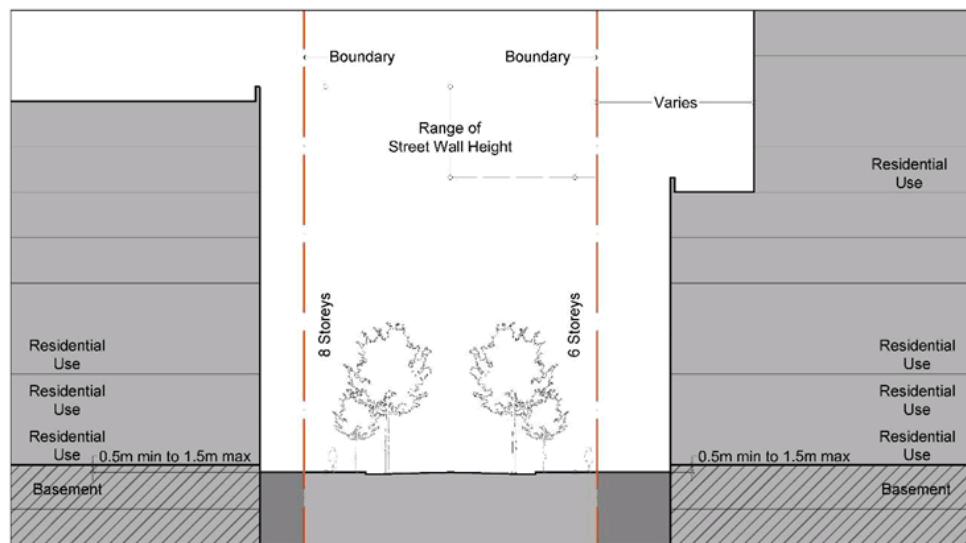 Boundary
Boundary
Varies
Range of
Street Wall Height
Residential
Use
8 Storeys
6 Storeys
Residential
Use
Residential
Use
Residential
Use
Residential
Use
Residential
Use
Residential
Use
0.5m min to 1.5m max
0.5m min to 1.5m max
Basement
Basement